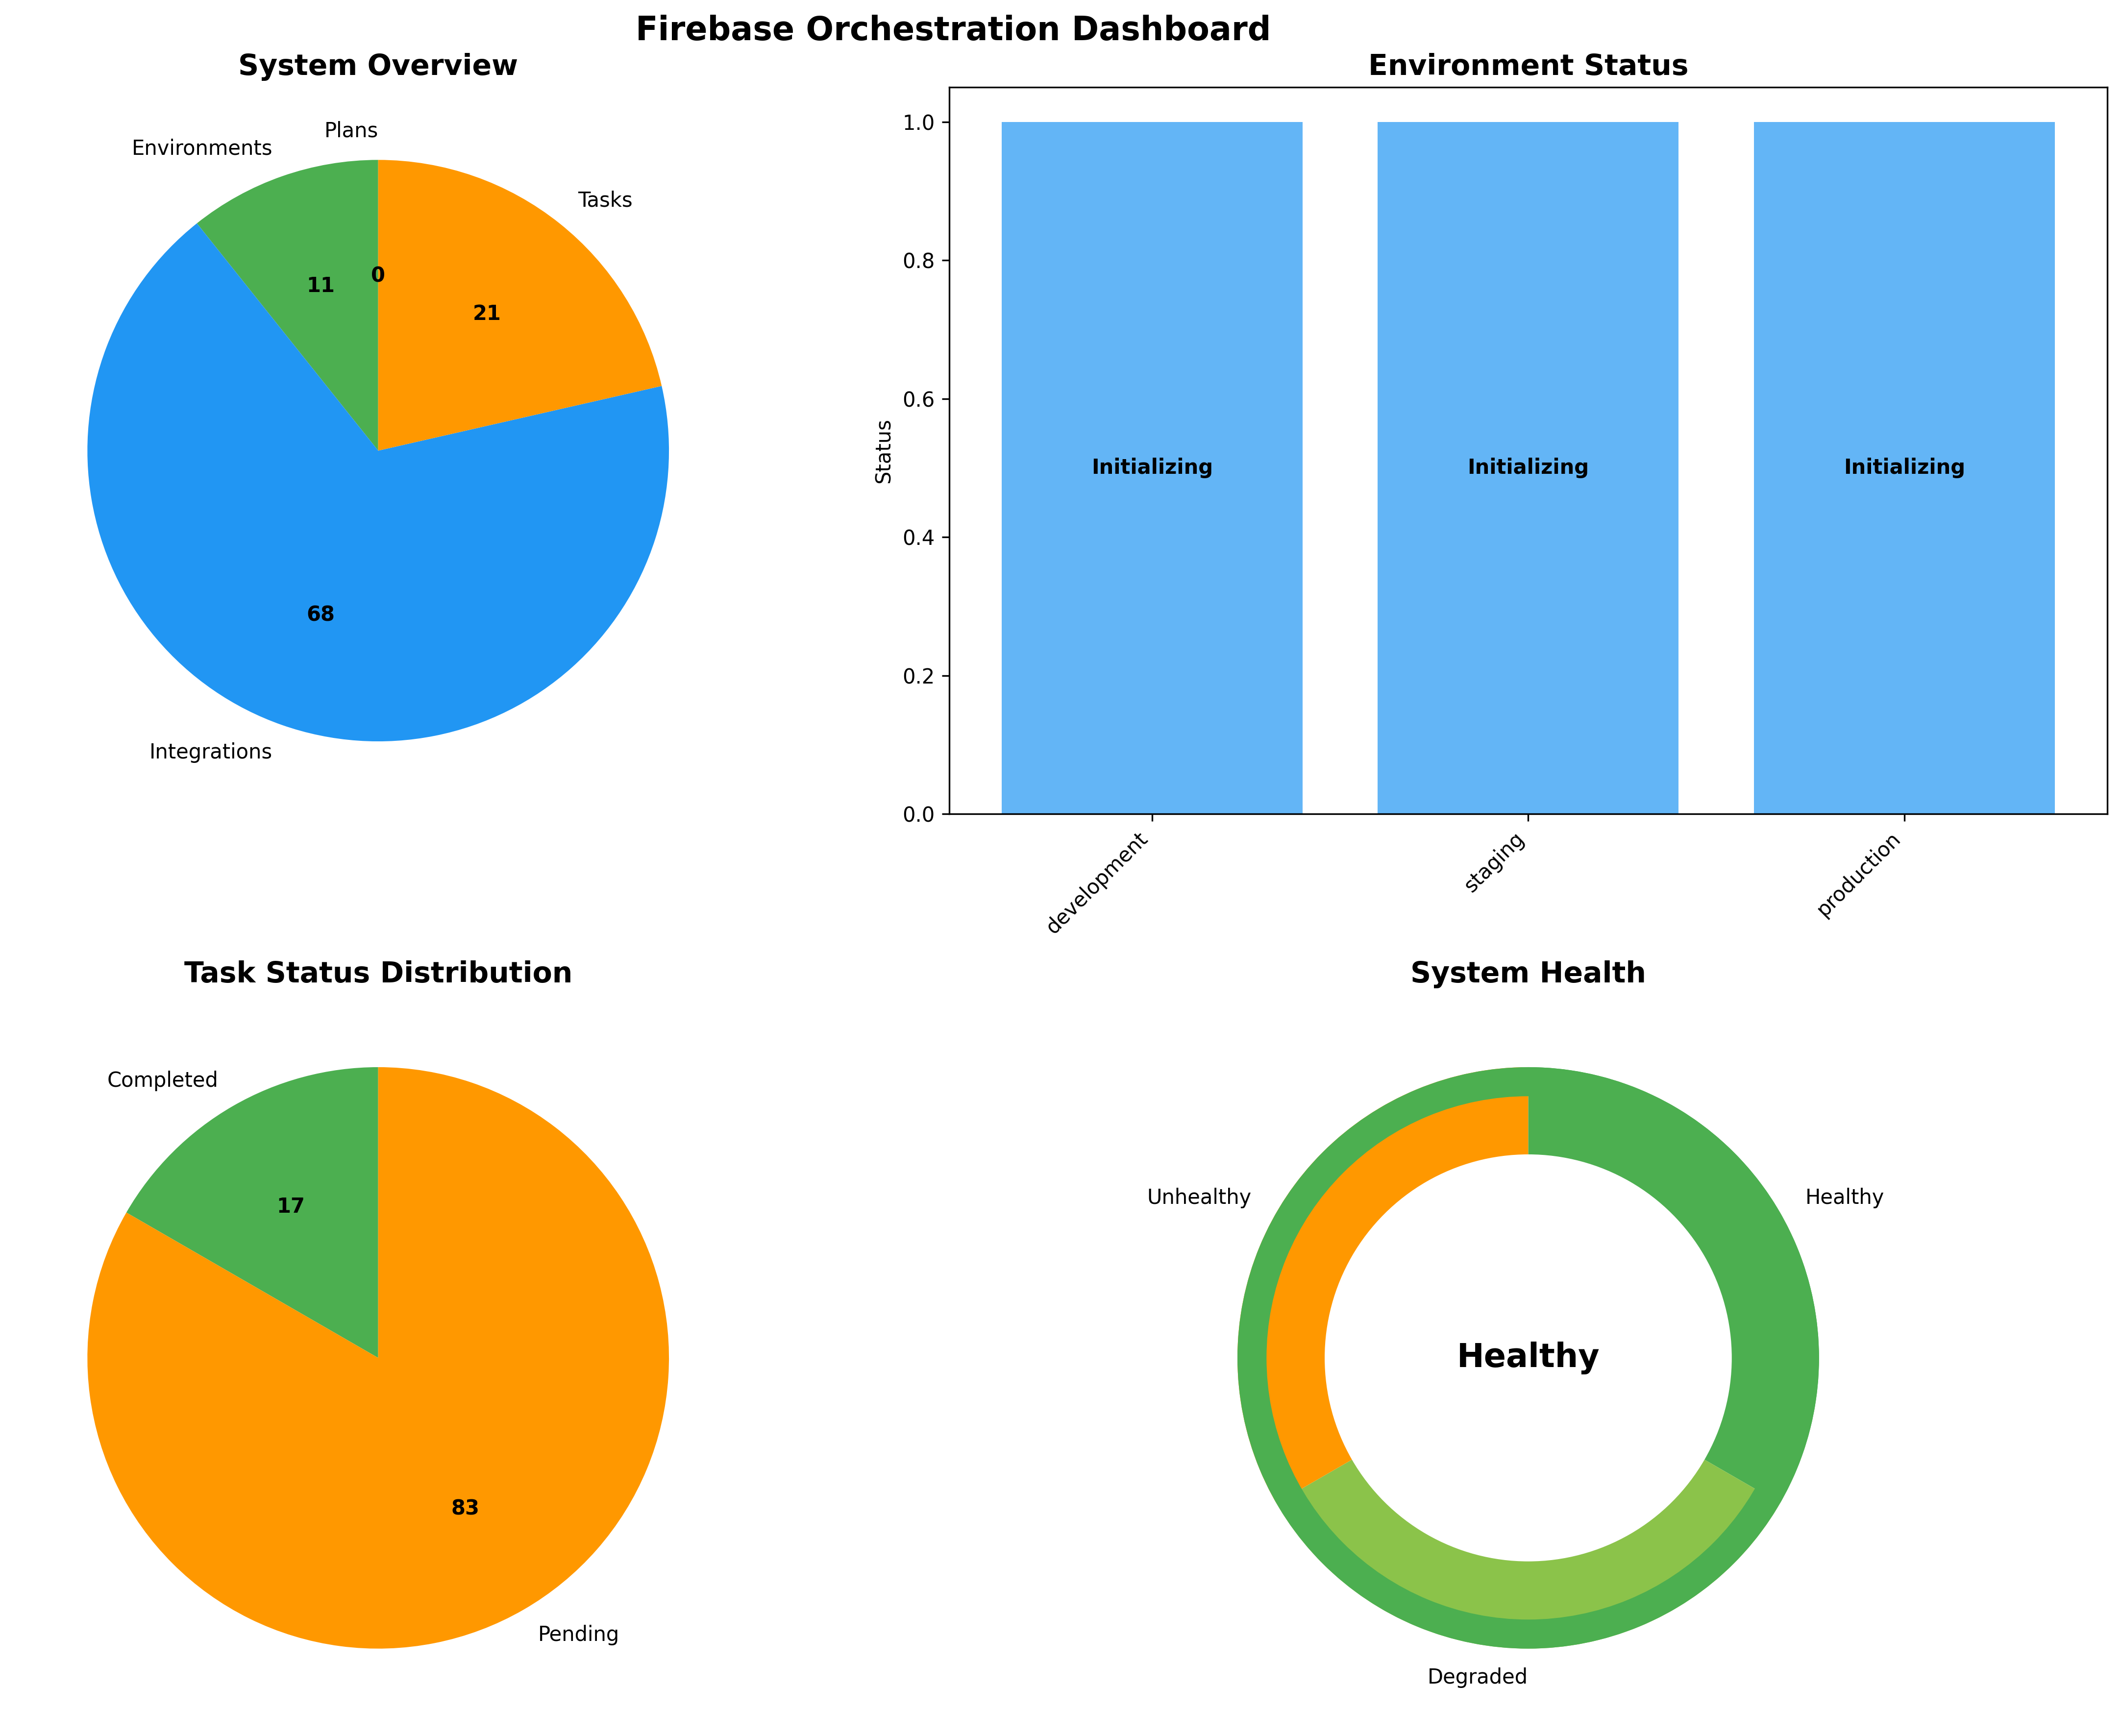 Firebase Orchestration Dashboard
System Overview
Plans
Environments
Tasks
0
11
21
68
Integrations
Environment Status
1.0
0.8
0.6
0.4
0.2
0.0
Status
Initializing
Initializing
Initializing
development
staging
production
Task Status Distribution
Completed
17
83
Pending
System Health
Unhealthy
Healthy
Healthy
Degraded